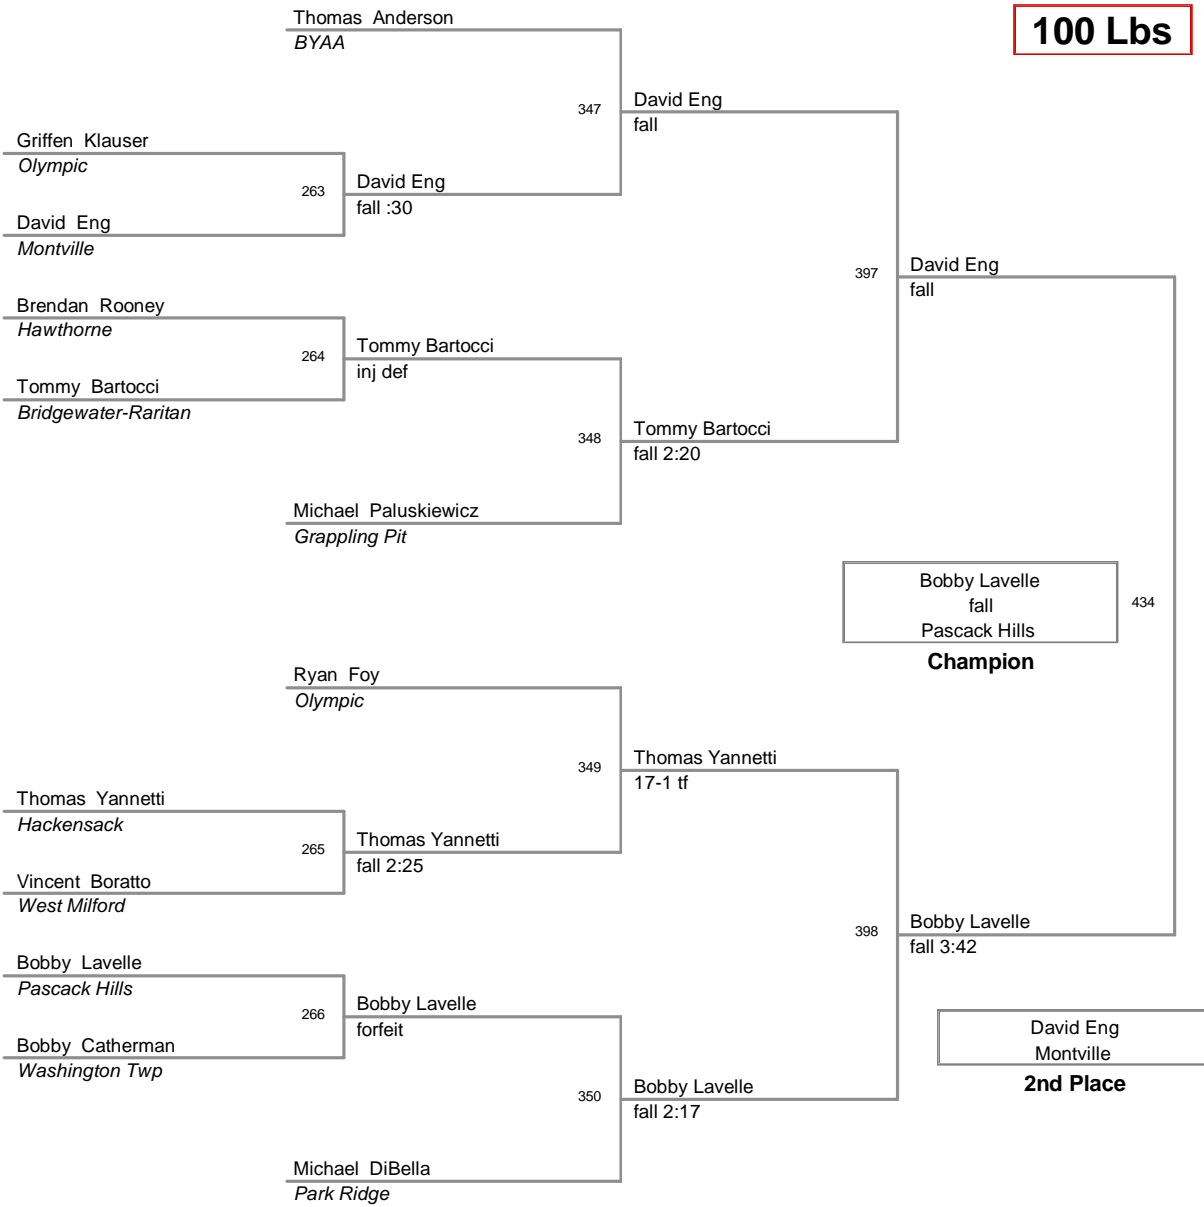 Thomas Anderson
BYAA
100 Lbs
347
David Eng
fall
Griffen Klauser
Olympic
263
David Eng
fall :30
David Eng
Montville
397
David Eng
fall
Brendan Rooney
Hawthorne
264
Tommy Bartocci
inj def
Tommy Bartocci
Bridgewater-Raritan
348
Tommy Bartocci
fall 2:20
Michael Paluskiewicz
Grappling Pit
Bobby Lavelle
fall
Pascack Hills
434
Champion
Ryan Foy
Olympic
349
Thomas Yannetti
17-1 tf
Thomas Yannetti
Hackensack
265
Thomas Yannetti
fall 2:25
Vincent Boratto
West Milford
398
Bobby Lavelle
fall 3:42
Bobby Lavelle
Pascack Hills
266
Bobby Lavelle
forfeit
Bobby Catherman
Washington Twp
David Eng
Montville
2nd Place
350
Bobby Lavelle
fall 2:17
Michael DiBella
Park Ridge